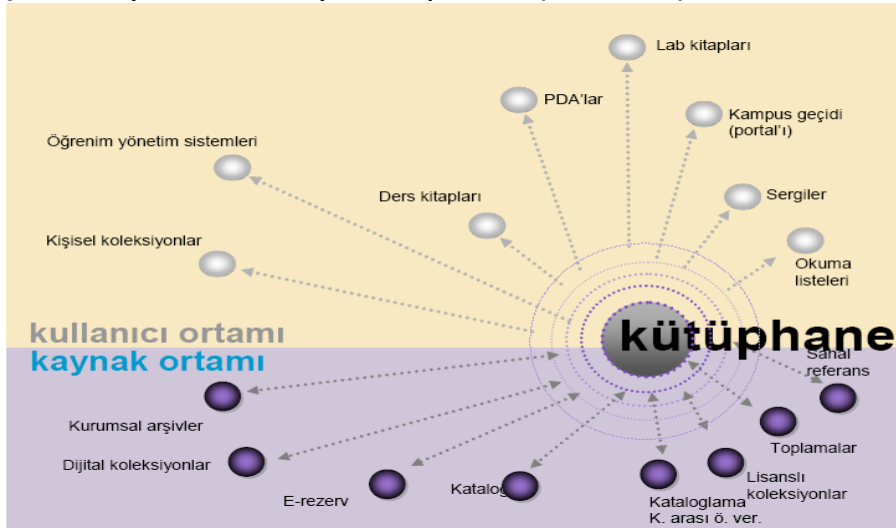 Lab kitapları
PDA'lar
Kampus geçidi
(portal'ı)
Öğrenim yönetim sistemleri
Ders kitapları
Sergiler
Kişisel koleksiyonlar
Okuma
listeleri
kullanıcı ortamı
kütüphane
kaynak ortamı
Sanal
referans
Kurumsal arşivler
Toplamalar
Dijital koleksiyonlar
Lisanslı
koleksiyonlar
E-rezerv
Katalog
Kataloglama
K. arası ö. ver.